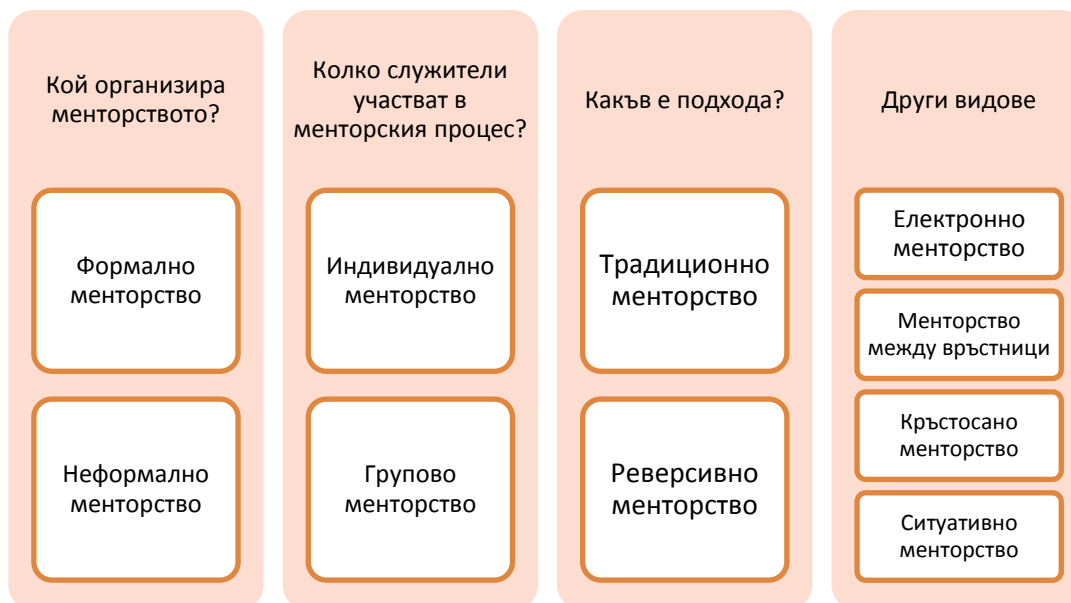 Кой организира
менторството?
Формално
менторство
Неформално
менторство
Колко служители
участват в
менторския процес?
Индивидуално
менторство
Групово
менторство
Какъв е подхода?
Традиционно
менторство
Реверсивно
менторство
Други видове
Електронно
менторство
Менторство
между връстници
Кръстосано
менторство
Ситуативно
менторство